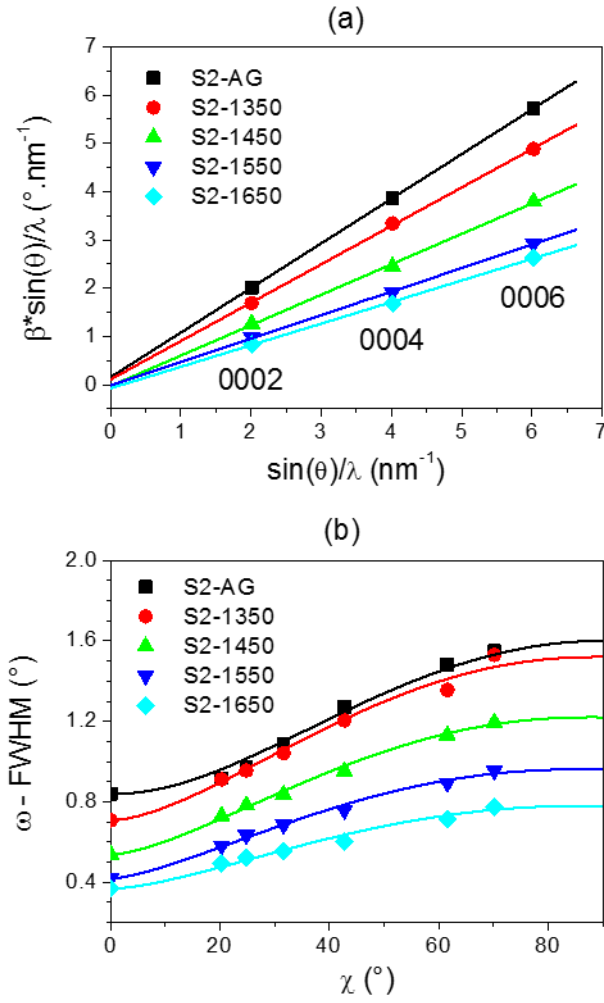 (a)
7
6
5
4
3
2
1
0
S2-AG
S2-1350
S2-1450
S2-1550
S2-1650
0002
0004
0006
β*sin(θ)/λ (°.nm⁻¹)
0 1 2 3 4 5 6 7
sin(θ)/λ (nm⁻¹)
(b)
2.0
1.6
1.2
0.8
0.4
S2-AG
S2-1350
S2-1450
S2-1550
S2-1650
ω - FWHM (°)
0 20 40 60 80
χ (°)